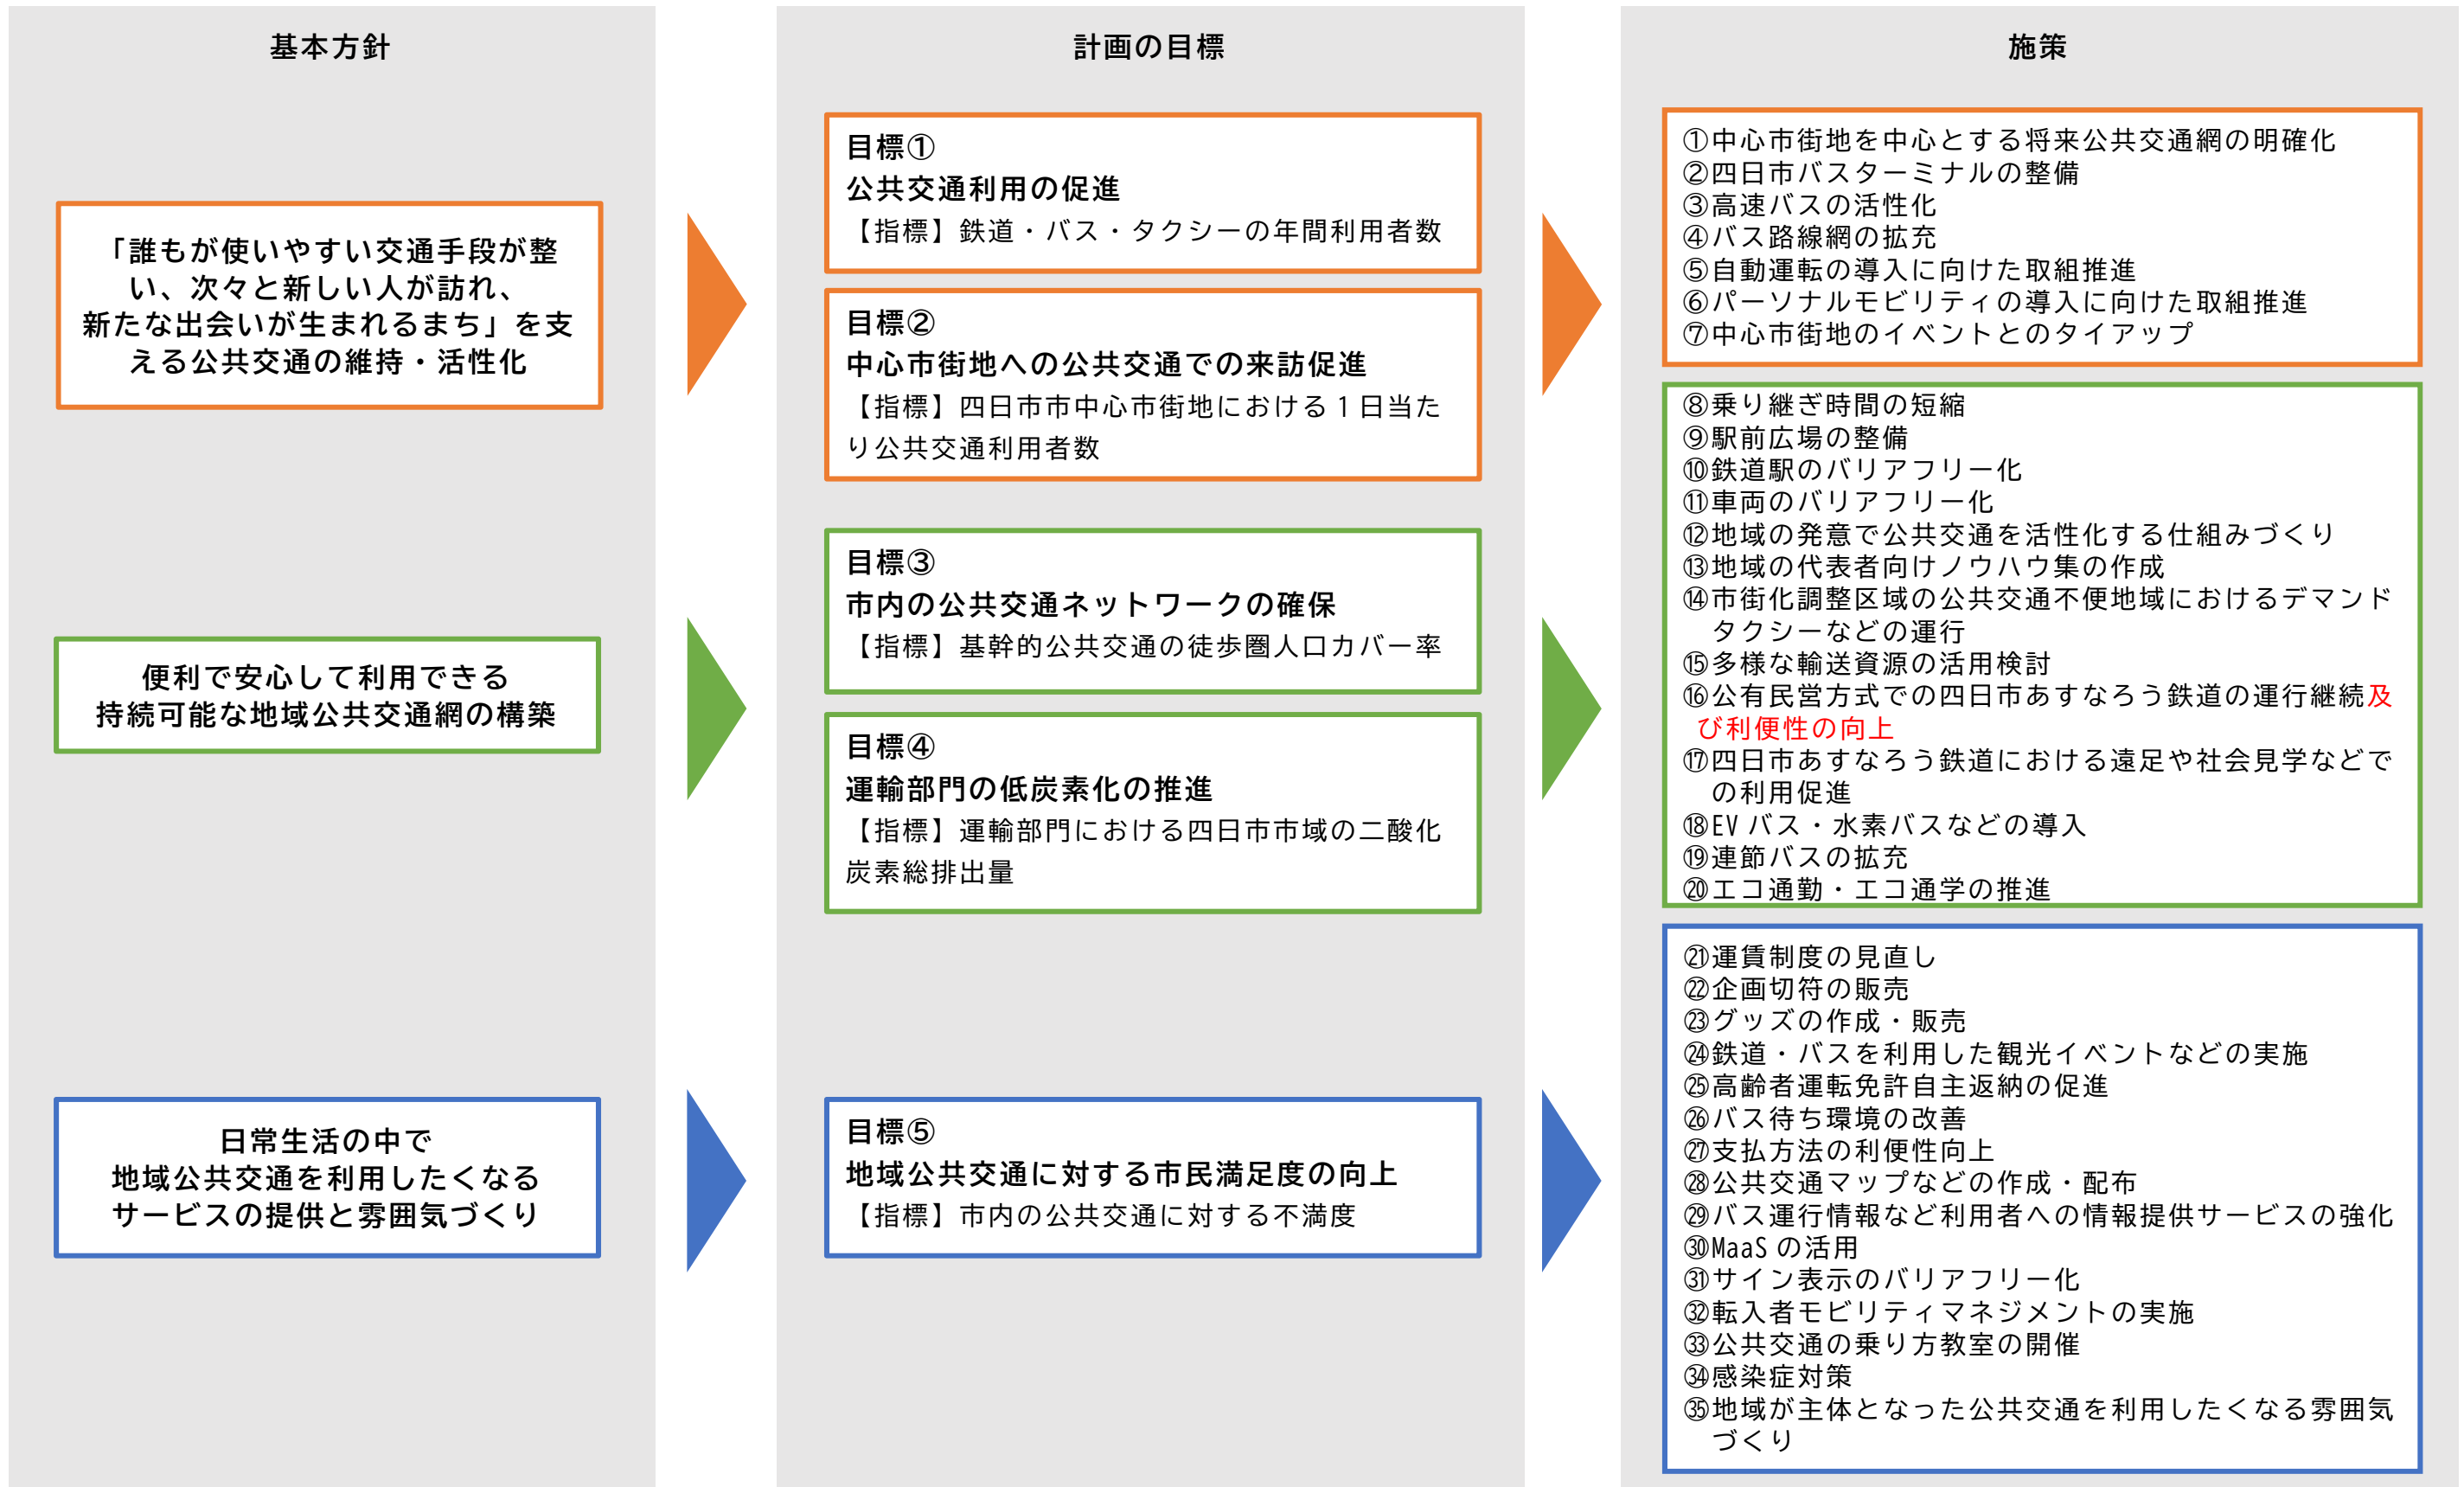 基本方針
「誰もが使いやすい交通手段が整
い、次々と新しい人が訪れ、
新たな出会いが生まれるまち」を支
える公共交通の維持・活性化
便利で安心して利用できる
持続可能な地域公共交通網の構築
日常生活の中で
地域公共交通を利用したくなる
サービスの提供と雰囲気づくり
計画の目標
目標①
公共交通利用の促進
【指標】鉄道・バス・タクシーの年間利用者数
目標②
中心市街地への公共交通での来訪促進
【指標】四日市市中心市街地における１日当た
り公共交通利用者数
目標③
市内の公共交通ネットワークの確保
【指標】基幹的公共交通の徒歩圏人口カバー率
目標④
運輸部門の低炭素化の推進
【指標】運輸部門における四日市市域の二酸化
炭素総排出量
目標⑤
地域公共交通に対する市民満足度の向上
【指標】市内の公共交通に対する不満度
施策
①中心市街地を中心とする将来公共交通網の明確化
②四日市バスターミナルの整備
③高速バスの活性化
④バス路線網の拡充
⑤自動運転の導入に向けた取組推進
⑥パーソナルモビリティの導入に向けた取組推進
⑦中心市街地のイベントとのタイアップ
⑧乗り継ぎ時間の短縮
⑨駅前広場の整備
⑩鉄道駅のバリアフリー化
⑪車両のバリアフリー化
⑫地域の発意で公共交通を活性化する仕組みづくり
⑬地域の代表者向けノウハウ集の作成
⑭市街化調整区域の公共交通不便地域におけるデマンド
タクシーなどの運行
⑮多様な輸送資源の活用検討
⑯公有民営方式での四日市あすなろう鉄道の運行継続及
び利便性の向上
⑰四日市あすなろう鉄道における遠足や社会見学などで
の利用促進
⑱EVバス・水素バスなどの導入
⑲連節バスの拡充
⑳エコ通勤・エコ通学の推進
㉑運賃制度の見直し
㉒企画切符の販売
㉓グッズの作成・販売
㉔鉄道・バスを利用した観光イベントなどの実施
㉕高齢者運転免許自主返納の促進
㉖バス待ち環境の改善
㉗支払方法の利便性向上
㉘公共交通マップなどの作成・配布
㉙バス運行情報など利用者への情報提供サービスの強化
㉚MaaSの活用
㉛サイン表示のバリアフリー化
㉜転入者モビリティマネジメントの実施
㉝公共交通の乗り方教室の開催
㉞感染症対策
㉟地域が主体となった公共交通を利用したくなる雰囲気
づくり